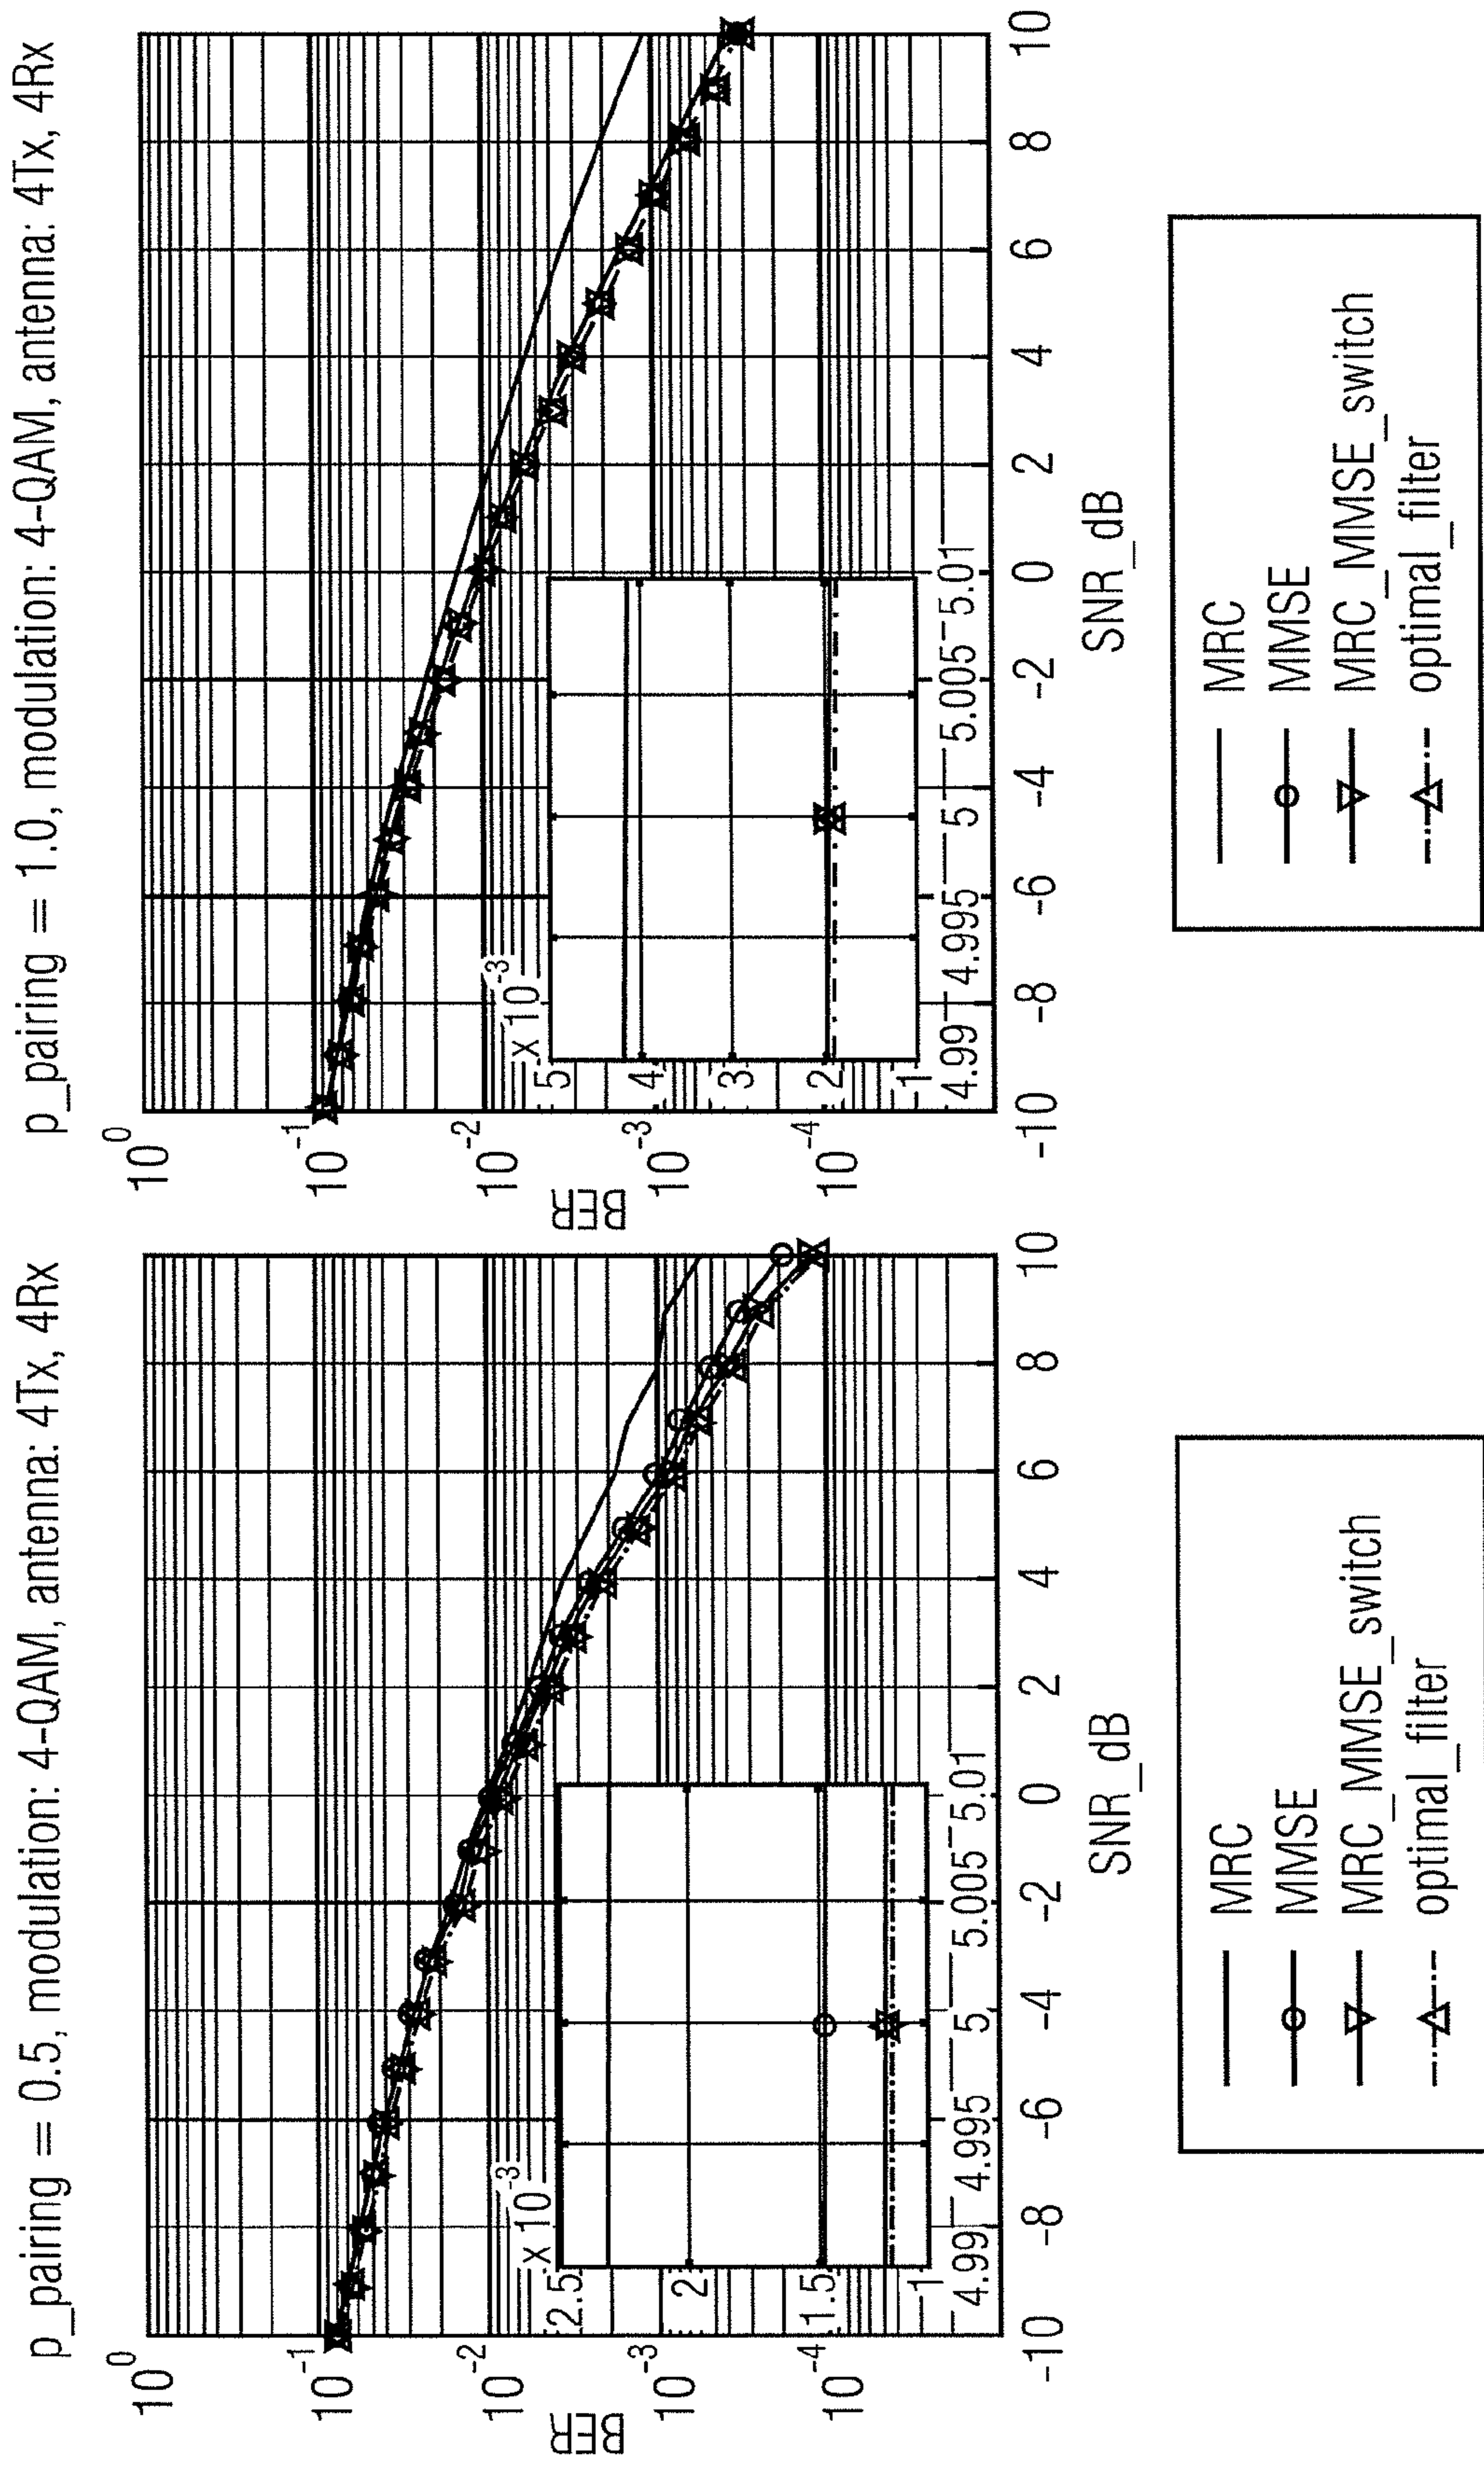 p_pairing = 0.5, modulation: 4-QAM, antenna: 4Tx, 4Rx
10^0
10^-1
10^-2
10^-3
10^-4
BER
x 10^-3
2.5
2
1.5
1
4.99 4.995 5 5.005 5.01
-10 -8 -6 -4 -2 0 2 4 6 8 10
SNR_dB
MRC
MMSE
MRC_MMSE_switch
optimal_filter
p_pairing = 1.0, modulation: 4-QAM, antenna: 4Tx, 4Rx
10^0
10^-1
10^-2
10^-3
10^-4
BER
x 10^-3
5
4
3
2
1
4.99 4.995 5 5.005 5.01
-10 -8 -6 -4 -2 0 2 4 6 8 10
SNR_dB
MRC
MMSE
MRC_MMSE_switch
optimal_filter